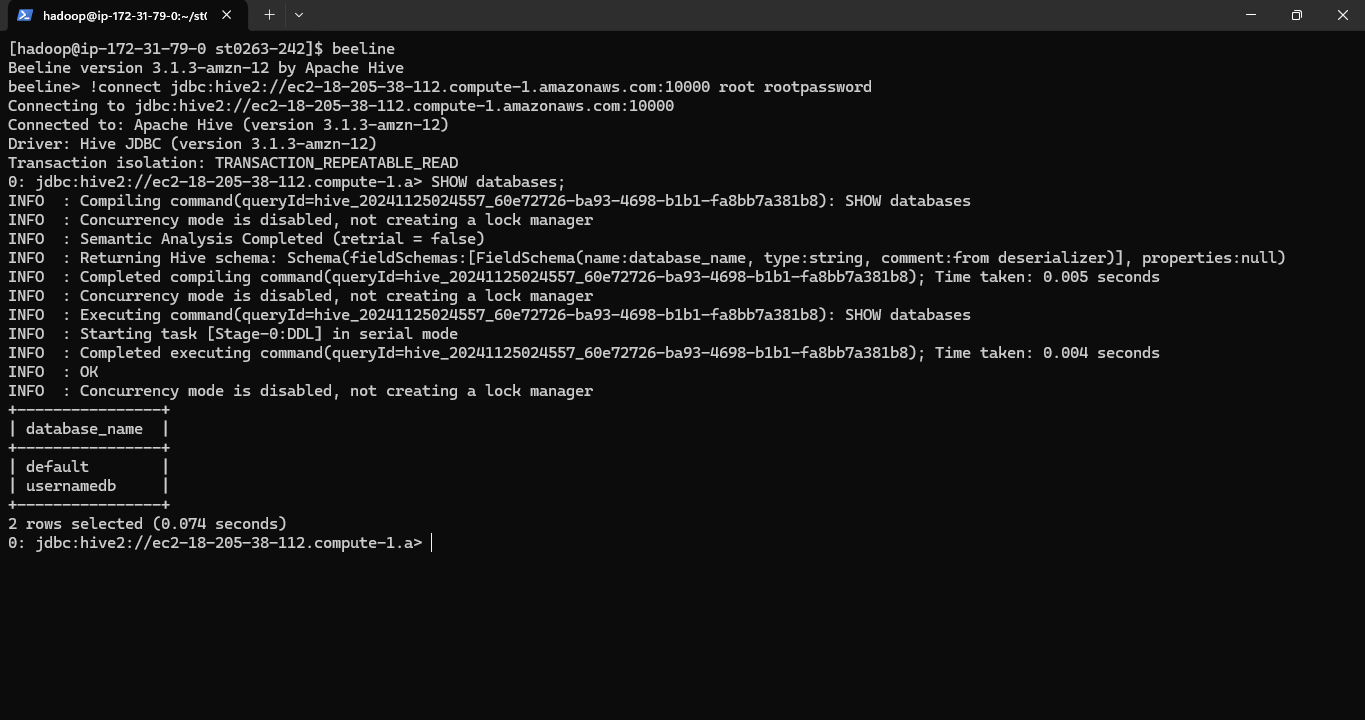 hadoop@ip-172-31-79-0:~/st(
[hadoop@ip-172-31-79-0 st0263-242]$ beeline
Beeline version 3.1.3-amzn-12 by Apache Hive
beeline> !connect jdbc:hive2://ec2-18-205-38-112.compute-1.amazonaws.com:10000 root rootpassword
Connecting to jdbc:hive2://ec2-18-205-38-112.compute-1.amazonaws.com:10000
Connected to: Apache Hive (version 3.1.3-amzn-12)
Driver: Hive JDBC (version 3.1.3-amzn-12)
Transaction isolation: TRANSACTION_REPEATABLE_READ
0: jdbc:hive2://ec2-18-205-38-112.compute-1.a> SHOW databases;
INFO  : Compiling command(queryId=hive_20241125024557_60e72726-ba93-4698-b1b1-fa8bb7a381b8): SHOW databases
INFO  : Concurrency mode is disabled, not creating a lock manager
INFO  : Semantic Analysis Completed (retrial = false)
INFO  : Returning Hive schema: Schema(fieldSchemas:[FieldSchema(name:database_name, type:string, comment:from deserializer)], properties:null)
INFO  : Completed compiling command(queryId=hive_20241125024557_60e72726-ba93-4698-b1b1-fa8bb7a381b8); Time taken: 0.005 seconds
INFO  : Concurrency mode is disabled, not creating a lock manager
INFO  : Executing command(queryId=hive_20241125024557_60e72726-ba93-4698-b1b1-fa8bb7a381b8): SHOW databases
INFO  : Starting task [Stage-0:DDL] in serial mode
INFO  : Completed executing command(queryId=hive_20241125024557_60e72726-ba93-4698-b1b1-fa8bb7a381b8); Time taken: 0.004 seconds
INFO  : OK
INFO  : Concurrency mode is disabled, not creating a lock manager
+----------------+
| database_name  |
+----------------+
| default        |
| usernamedb     |
+----------------+
2 rows selected (0.074 seconds)
0: jdbc:hive2://ec2-18-205-38-112.compute-1.a>